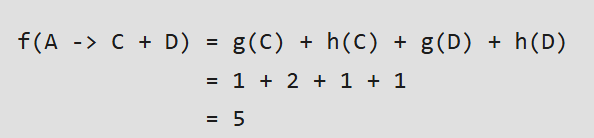 f(A -> C + D) = g(C) + h(C) + g(D) + h(D)
= 1 + 2 + 1 + 1
= 5